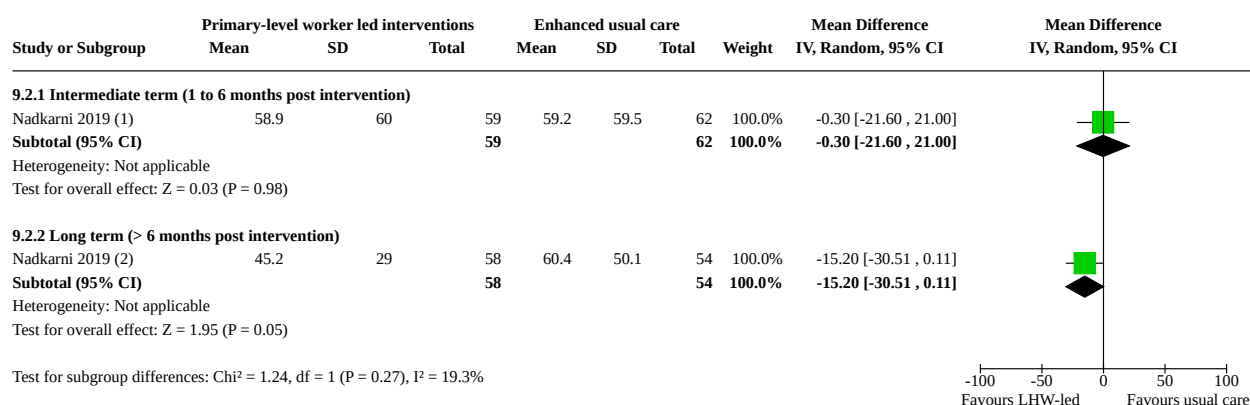 Primary-level worker led interventions Enhanced usual care Mean Difference Mean Difference
Study or Subgroup Mean SD Total Mean SD Total Weight IV, Random, 95% CI IV, Random, 95% CI
9.2.1 Intermediate term (1 to 6 months post intervention)
Nadkarni 2019 (1) 58.9 60 59 59.2 59.5 62 100.0% -0.30 [-21.60 , 21.00]
Subtotal (95% CI) 59 62 100.0% -0.30 [-21.60 , 21.00]
Heterogeneity: Not applicable
Test for overall effect: Z = 0.03 (P = 0.98)
9.2.2 Long term (> 6 months post intervention)
Nadkarni 2019 (2) 45.2 29 58 60.4 50.1 54 100.0% -15.20 [-30.51 , 0.11]
Subtotal (95% CI) 58 54 100.0% -15.20 [-30.51 , 0.11]
Heterogeneity: Not applicable
Test for overall effect: Z = 1.95 (P = 0.05)
Test for subgroup differences: Chi² = 1.24, df = 1 (P = 0.27), I² = 19.3%
-100 -50 0 50 100
Favours LHW-led Favours usual care